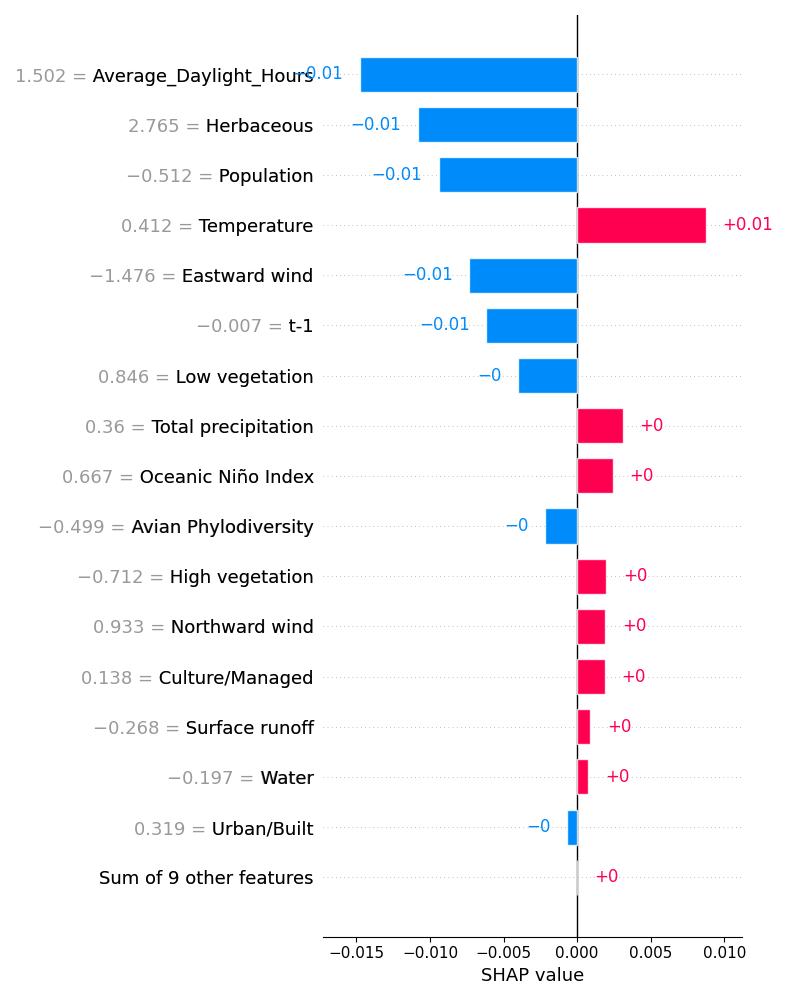 1.502 = Average_Daylight_Hours −0.01
2.765 = Herbaceous −0.01
−0.512 = Population −0.01
0.412 = Temperature +0.01
−1.476 = Eastward wind −0.01
−0.007 = t-1 −0.01
0.846 = Low vegetation −0
0.36 = Total precipitation +0
0.667 = Oceanic Niño Index +0
−0.499 = Avian Phylodiversity −0
−0.712 = High vegetation +0
0.933 = Northward wind +0
0.138 = Culture/Managed +0
−0.268 = Surface runoff +0
−0.197 = Water +0
0.319 = Urban/Built −0
Sum of 9 other features +0
−0.015 −0.010 −0.005 0.000 0.005 0.010
SHAP value